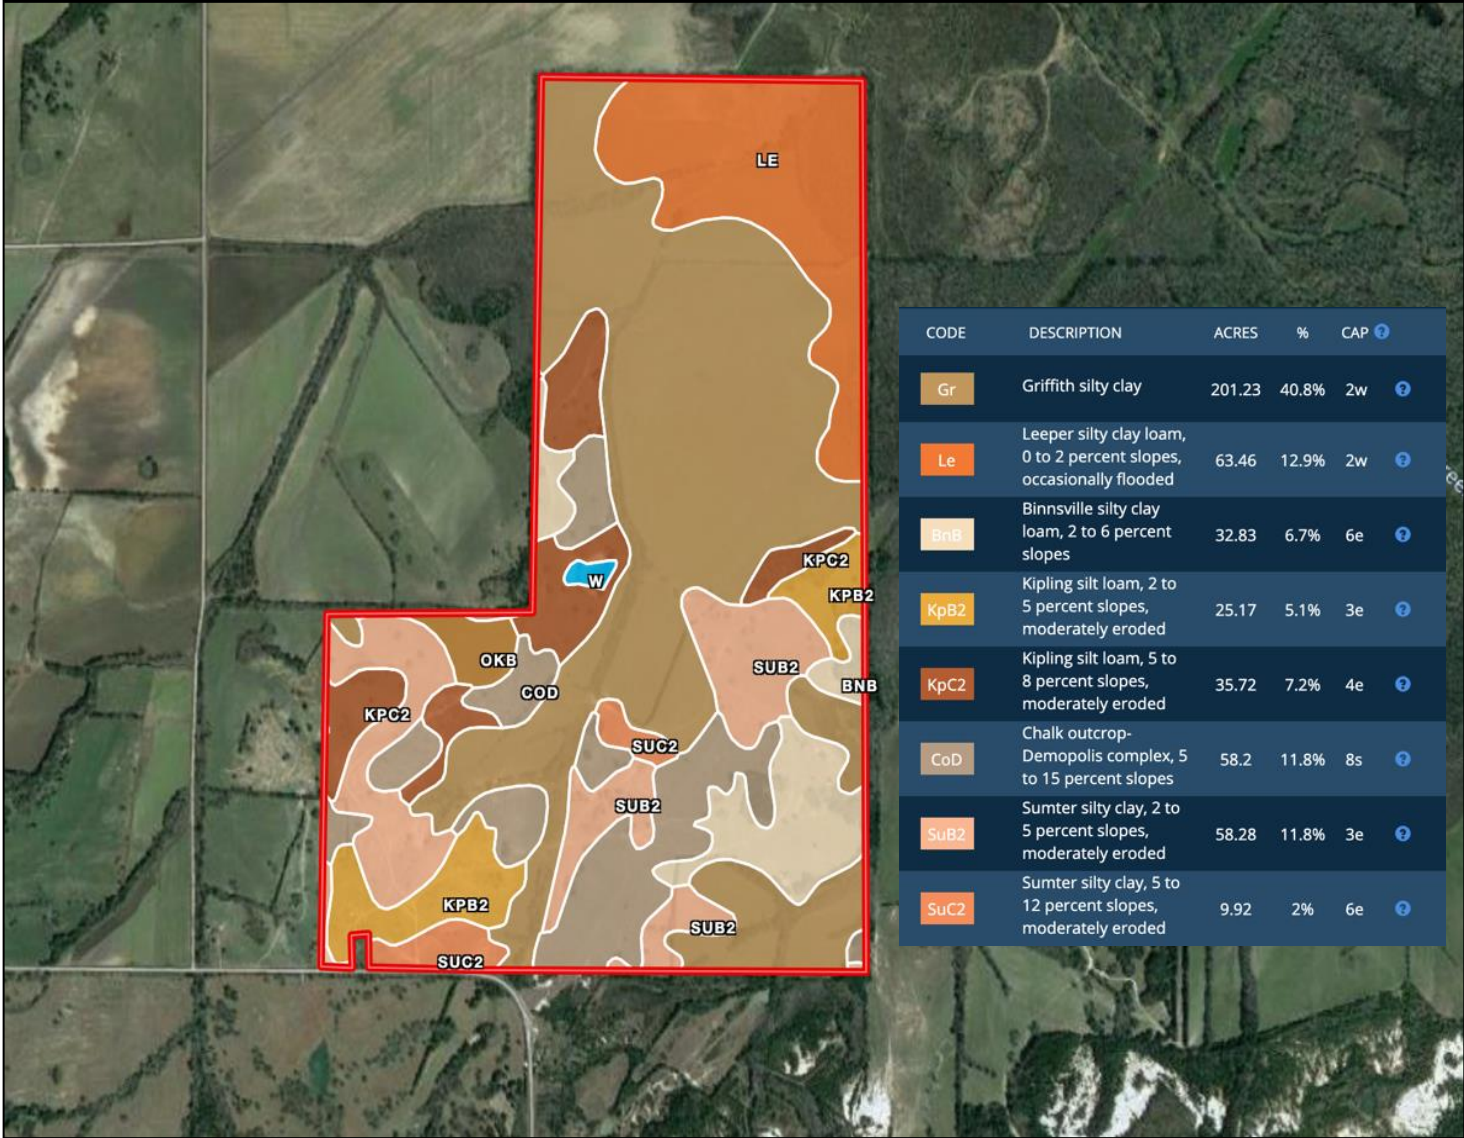 LE
KPC2
W
KPB2
OKB
SUB2
COD
BNB
KPC2
SUC2
SUB2
KPB2
SUB2
SUC2
CODE DESCRIPTION ACRES % CAP ?
Gr Griffith silty clay 201.23 40.8% 2w ?
Leeper silty clay loam,
Le 0 to 2 percent slopes, 63.46 12.9% 2w ?
occasionally flooded
Binnsville silty clay
BnB loam, 2 to 6 percent 32.83 6.7% 6e ?
slopes
Kipling silt loam, 2 to
KpB2 5 percent slopes, 25.17 5.1% 3e ?
moderately eroded
Kipling silt loam, 5 to
KpC2 8 percent slopes, 35.72 7.2% 4e ?
moderately eroded
Chalk outcrop-
CoD Demopolis complex, 5 58.2 11.8% 8s ?
to 15 percent slopes
Sumter silty clay, 2 to
SuB2 5 percent slopes, 58.28 11.8% 3e ?
moderately eroded
Sumter silty clay, 5 to
SuC2 12 percent slopes, 9.92 2% 6e ?
moderately eroded